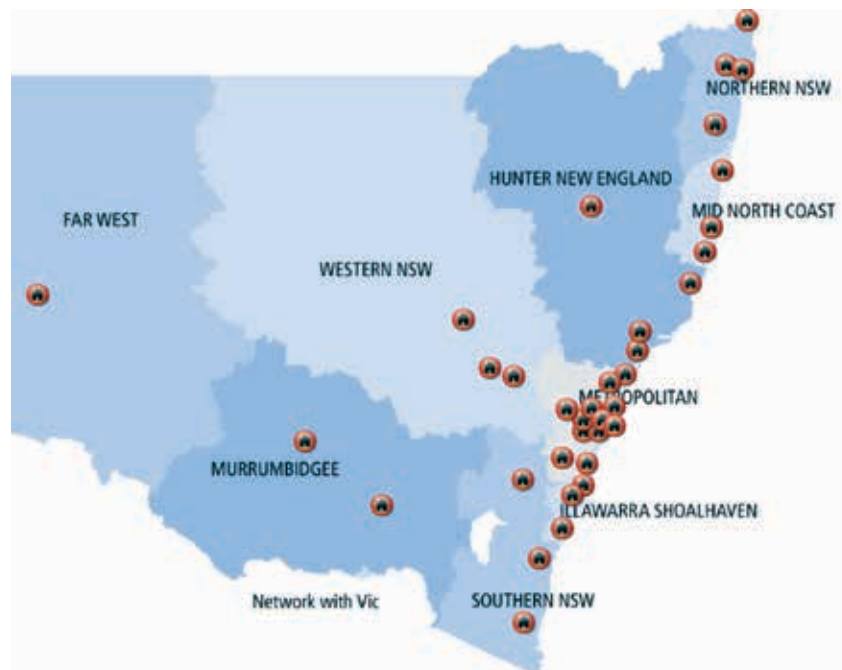 NORTHERN NSW
HUNTER NEW ENGLAND
MID NORTH COAST
FAR WEST
WESTERN NSW
METROPOLITAN
MURRUMBIDGEE
ILLAWARRA SHOALHAVEN
Network with Vic
SOUTHERN NSW